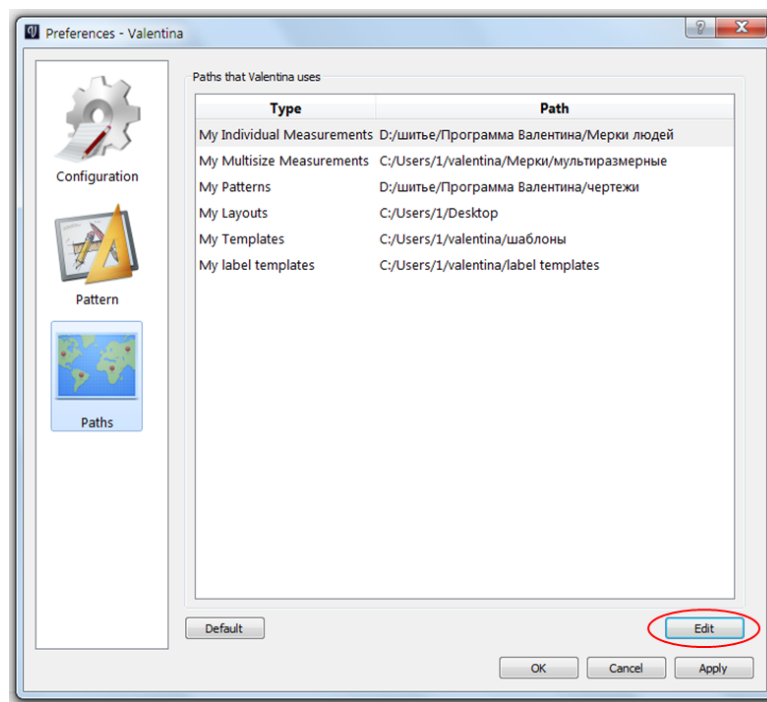 Preferences - Valentina
Configuration
Pattern
Paths
Paths that Valentina uses
Type Path
My Individual Measurements D:/шитье/Программа Валентина/Мерки людей
My Multisize Measurements C:/Users/1/valentina/Мерки/мультиразмерные
My Patterns D:/шитье/Программа Валентина/чертежи
My Layouts C:/Users/1/Desktop
My Templates C:/Users/1/valentina/шаблоны
My label templates C:/Users/1/valentina/label templates
Default Edit
OK Cancel Apply